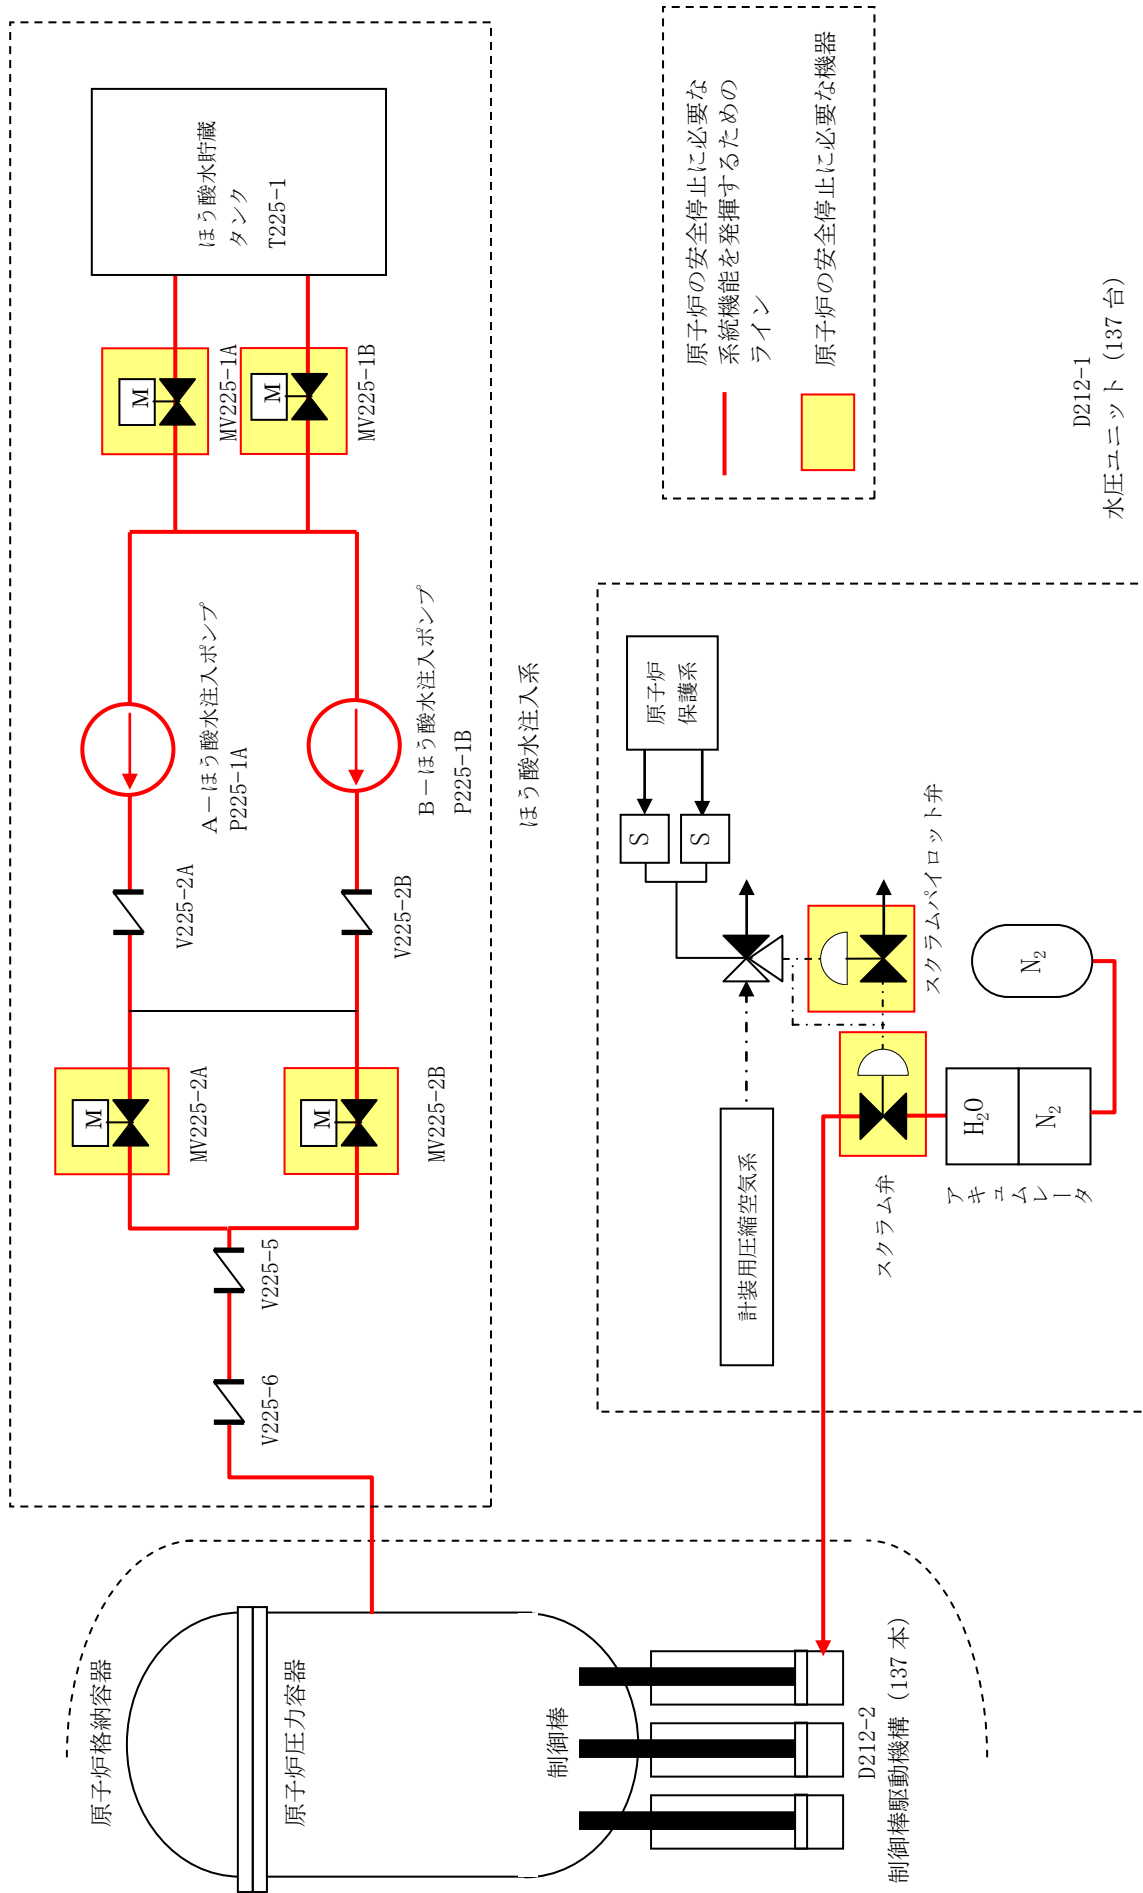 原子炉格納容器
原子炉圧力容器
制御棒
D212-2
制御棒駆動機構（137 本）
V225-6
V225-5
M
MV225-2A
M
MV225-2B
V225-2A
V225-2B
A－ほう酸水注入ポンプ
P225-1A
B－ほう酸水注入ポンプ
P225-1B
M
MV225-1A
M
MV225-1B
ほう酸水貯蔵
タンク
T225-1
ほう酸水注入系
計装用圧縮空気系
スクラム弁
アキュムレータ
H₂O
N₂
N₂
スクラムパイロット弁
S
S
原子炉
保護系
D212-1
水圧ユニット（137 台）
原子炉の安全停止に必要な
系統機能を発揮するための
ライン
原子炉の安全停止に必要な機器